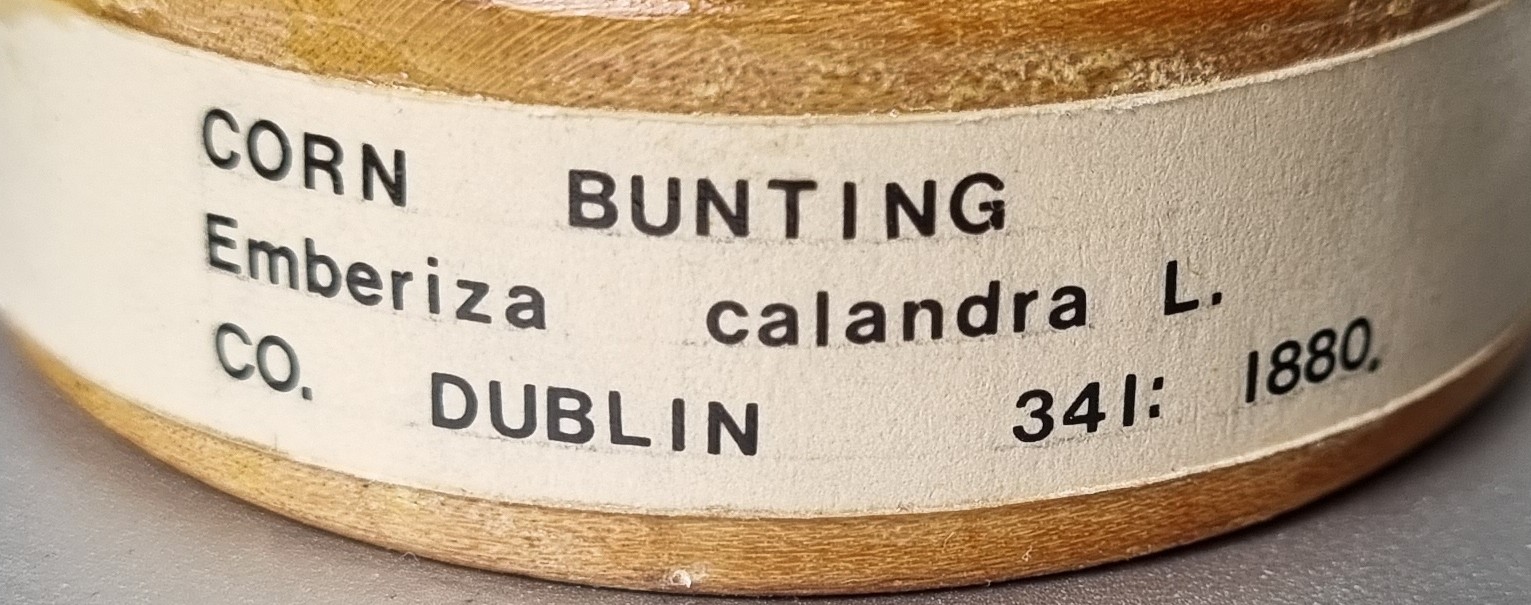 CORN BUNTING
Emberiza calandra L.
CO. DUBLIN 341: 1880.